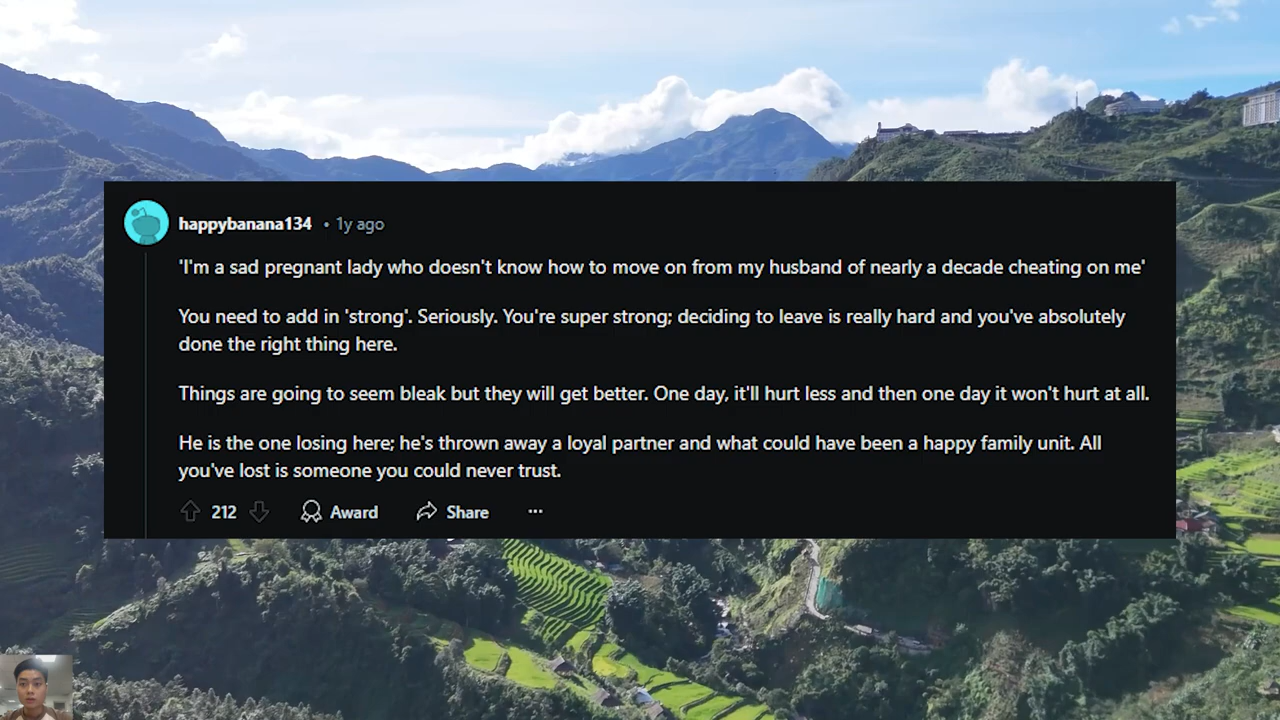 happybanana134 • 1y ago
'I'm a sad pregnant lady who doesn't know how to move on from my husband of nearly a decade cheating on me'
You need to add in 'strong'. Seriously. You're super strong; deciding to leave is really hard and you've absolutely
done the right thing here.
Things are going to seem bleak but they will get better. One day, it'll hurt less and then one day it won't hurt at all.
He is the one losing here; he's thrown away a loyal partner and what could have been a happy family unit. All
you've lost is someone you could never trust.
212 Award Share ...